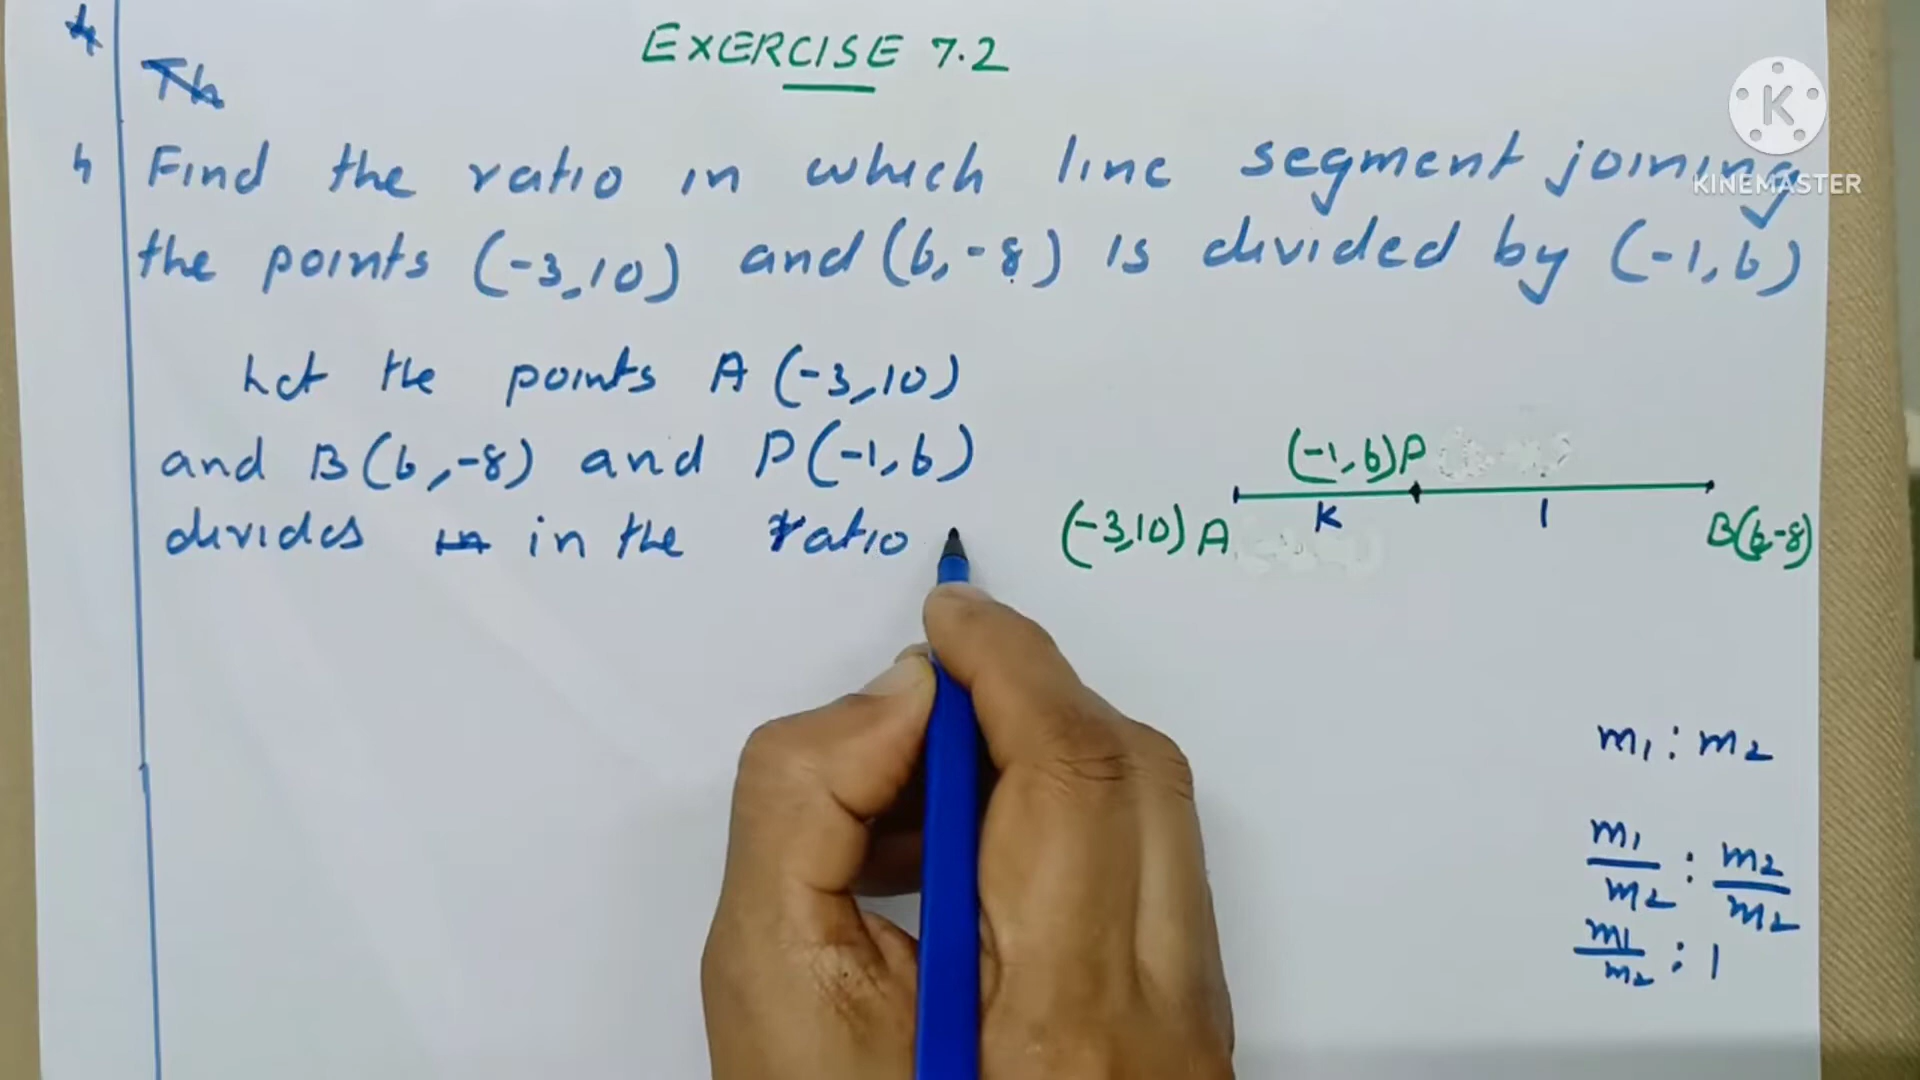 EXERCISE 7.2
K
KINEMASTER
4
Th
4 Find the ratio in which line segment joining
the points (-3,10) and (6,-8) is divided by (-1,6)
Let the points A (-3,10)
and B(6,-8) and P(-1,6)
divides in the ratio
(-1,6)P
K 1
(-3,10) A B(6,-8)
m1 : m2
m1/m2 : m2/m2
m1/m2 : 1